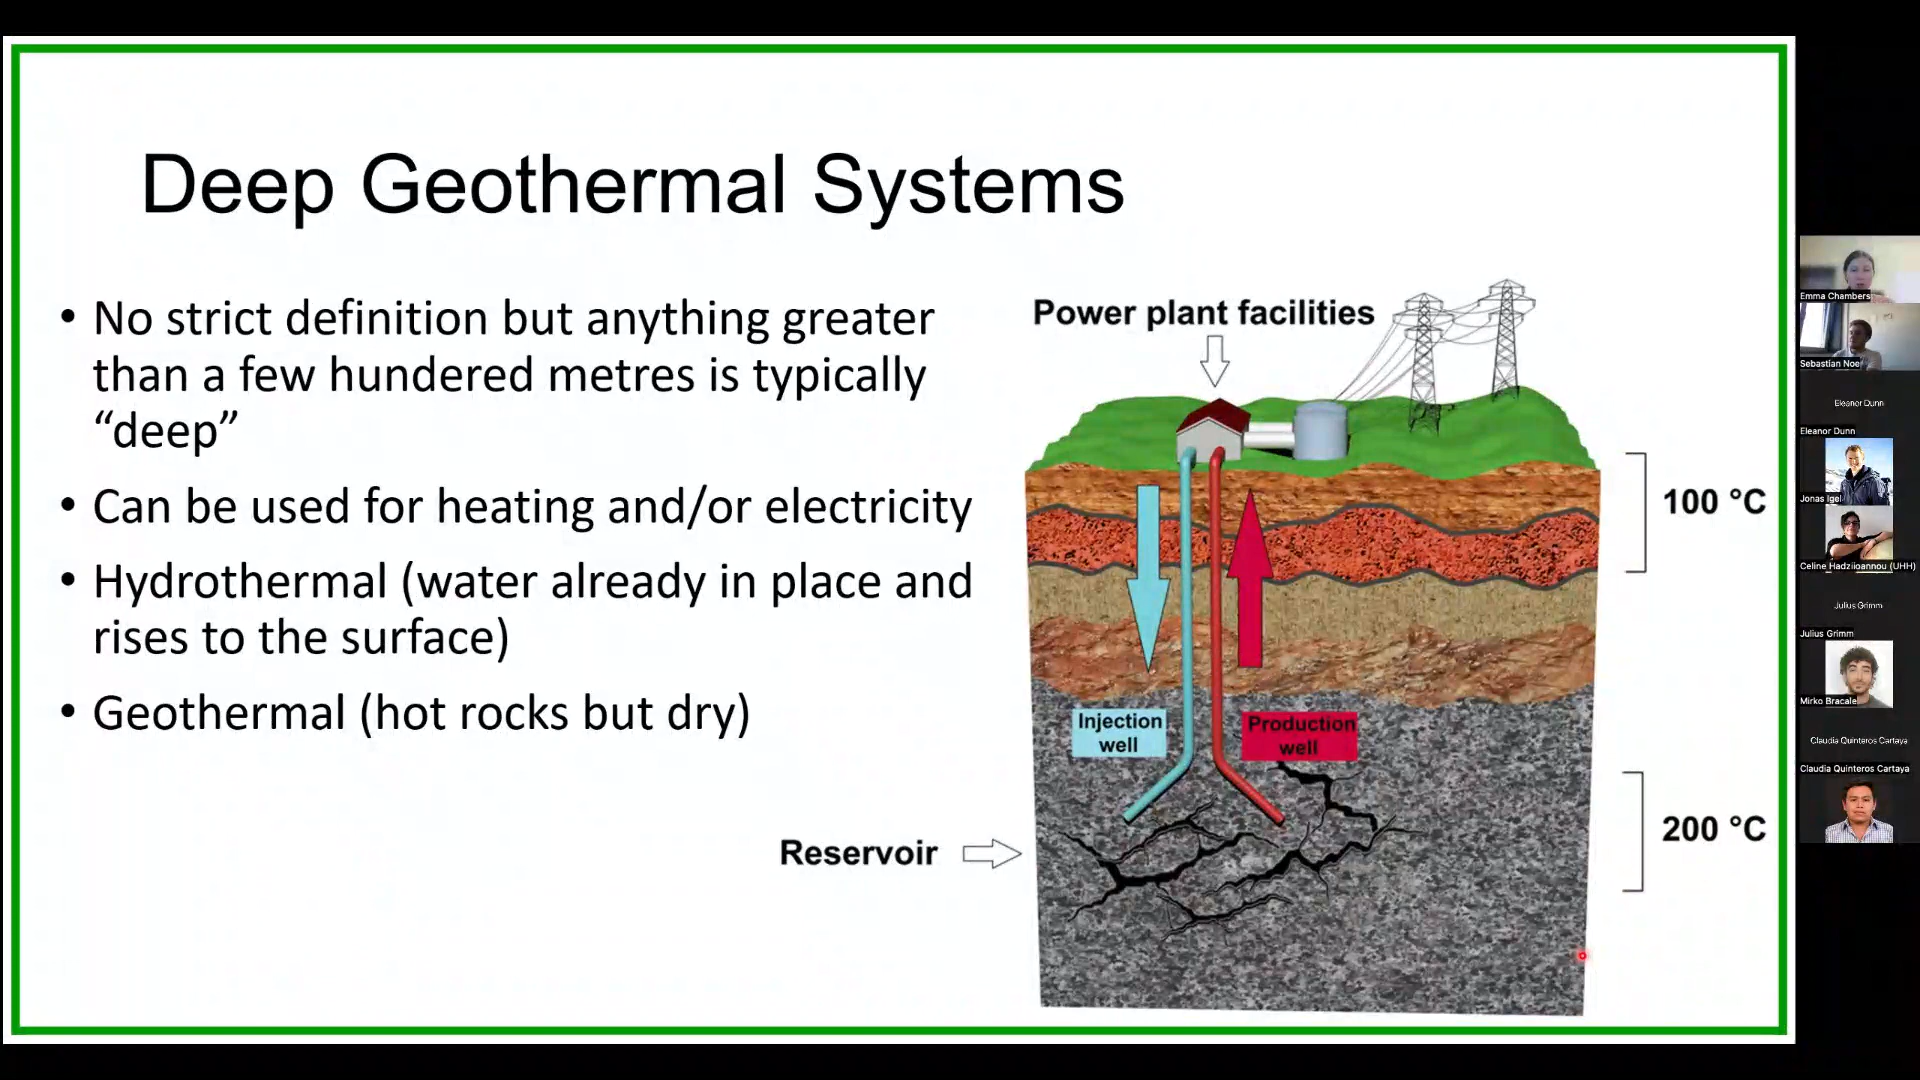 Deep Geothermal Systems
• No strict definition but anything greater
than a few hundered metres is typically
“deep”
• Can be used for heating and/or electricity
• Hydrothermal (water already in place and
rises to the surface)
• Geothermal (hot rocks but dry)
Power plant facilities
100 °C
Injection
well
Production
well
Reservoir
200 °C
Emma Chambers
Sebastian Noe
Eleanor Dunn
Eleanor Dunn
Jonas Igel
Celine Hadziioannou (UHH)
Julius Grimm
Julius Grimm
Mirko Bracale
Claudia Quinteros Cartaya
Claudia Quinteros Cartaya